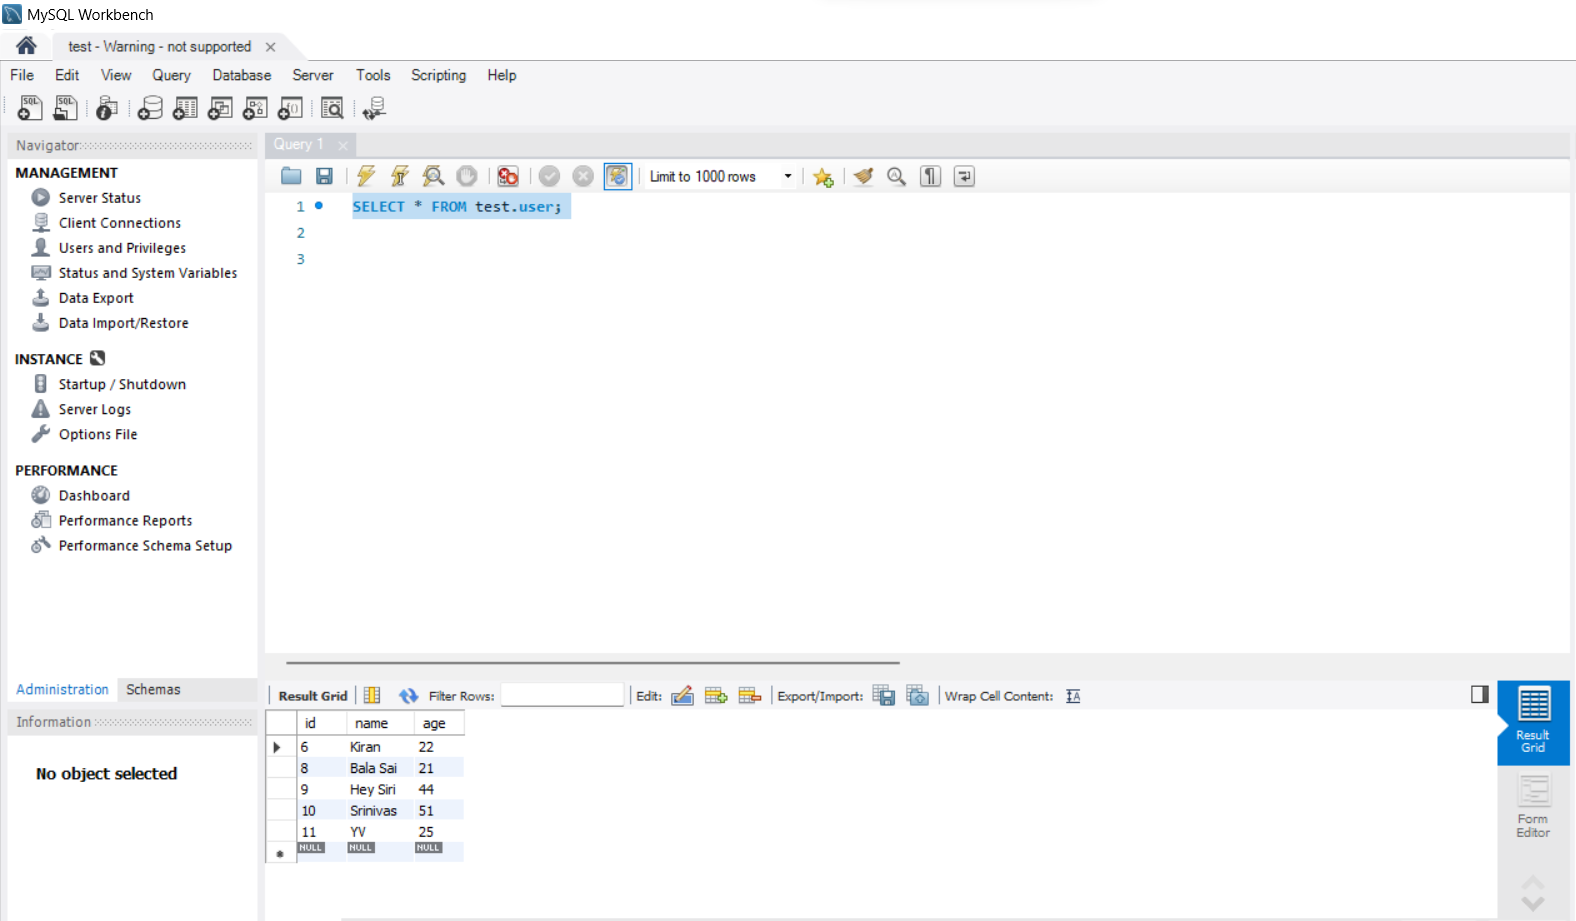 MySQL Workbench
test - Warning - not supported
File Edit View Query Database Server Tools Scripting Help
SQL SQL
Navigator
MANAGEMENT
Server Status
Client Connections
Users and Privileges
Status and System Variables
Data Export
Data Import/Restore
INSTANCE
Startup / Shutdown
Server Logs
Options File
PERFORMANCE
Dashboard
Performance Reports
Performance Schema Setup
Administration Schemas
Information
No object selected
Query 1
Limit to 1000 rows
1 SELECT * FROM test.user;
2
3
Result Grid Filter Rows: Edit: Export/Import: Wrap Cell Content:
id name age
6 Kiran 22
8 Bala Sai 21
9 Hey Siri 44
10 Srinivas 51
11 YV 25
NULL NULL NULL
Result
Grid
Form
Editor